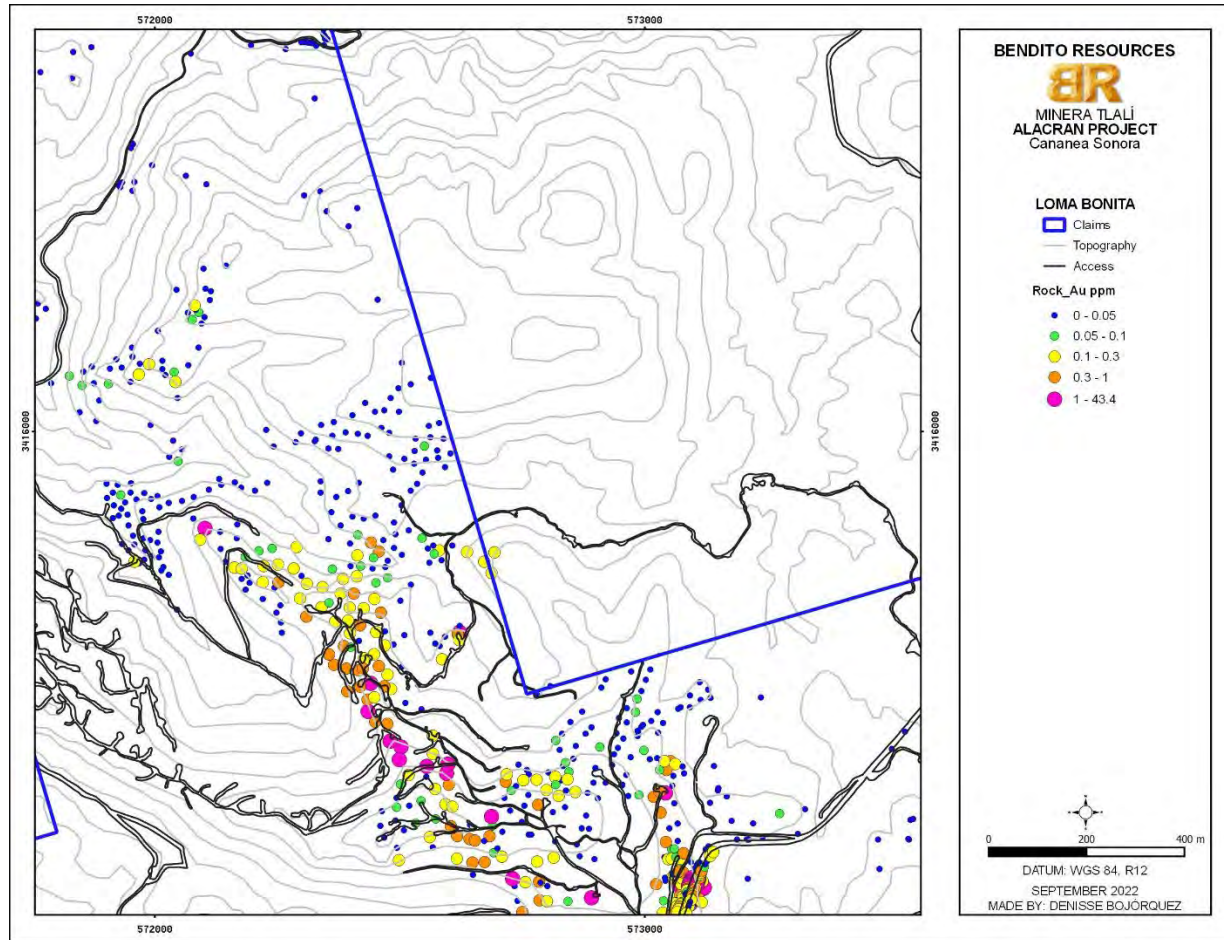 572000
573000
3416000
3416000
572000
573000
BENDITO RESOURCES
BR
MINERA TLALİ
ALACRAN PROJECT
Cananea Sonora
LOMA BONITA
Claims
Topography
Access
Rock_Au ppm
0 - 0.05
0.05 - 0.1
0.1 - 0.3
0.3 - 1
1 - 43.4
0 200 400 m
DATUM: WGS 84, R12
SEPTEMBER 2022
MADE BY: DENISSE BOJÓRQUEZ